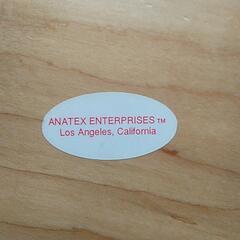 ANATEX ENTERPRISES™
Los Angeles, California